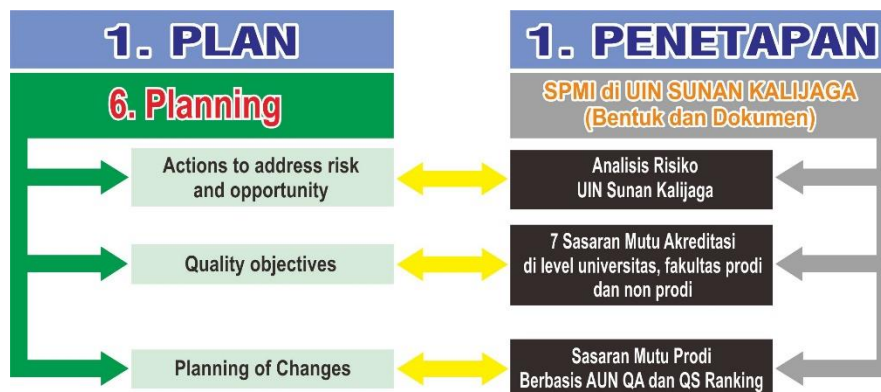 1. PLAN
6. Planning
Actions to address risk
and opportunity
Quality objectives
Planning of Changes
1. PENETAPAN
SPMI di UIN SUNAN KALIJAGA
(Bentuk dan Dokumen)
Analisis Risiko
UIN Sunan Kalijaga
7 Sasaran Mutu Akreditasi
di level universitas, fakultas prodi
dan non prodi
Sasaran Mutu Prodi
Berbasis AUN QA dan QS Ranking